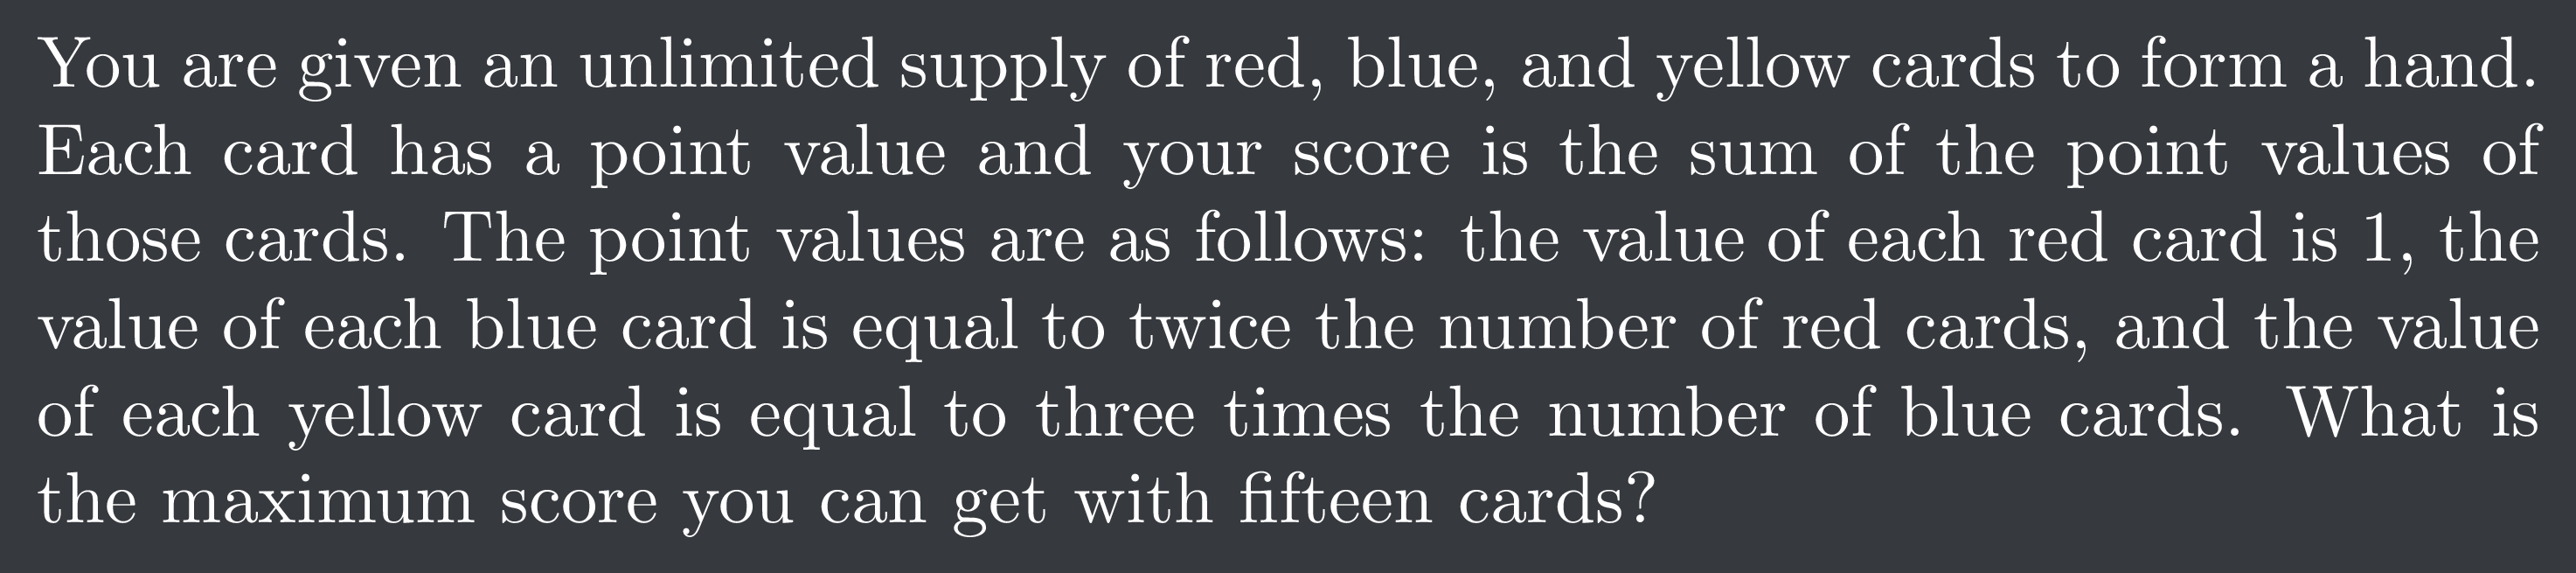 You are given an unlimited supply of red, blue, and yellow cards to form a hand.
Each card has a point value and your score is the sum of the point values of
those cards. The point values are as follows: the value of each red card is 1, the
value of each blue card is equal to twice the number of red cards, and the value
of each yellow card is equal to three times the number of blue cards. What is
the maximum score you can get with fifteen cards?